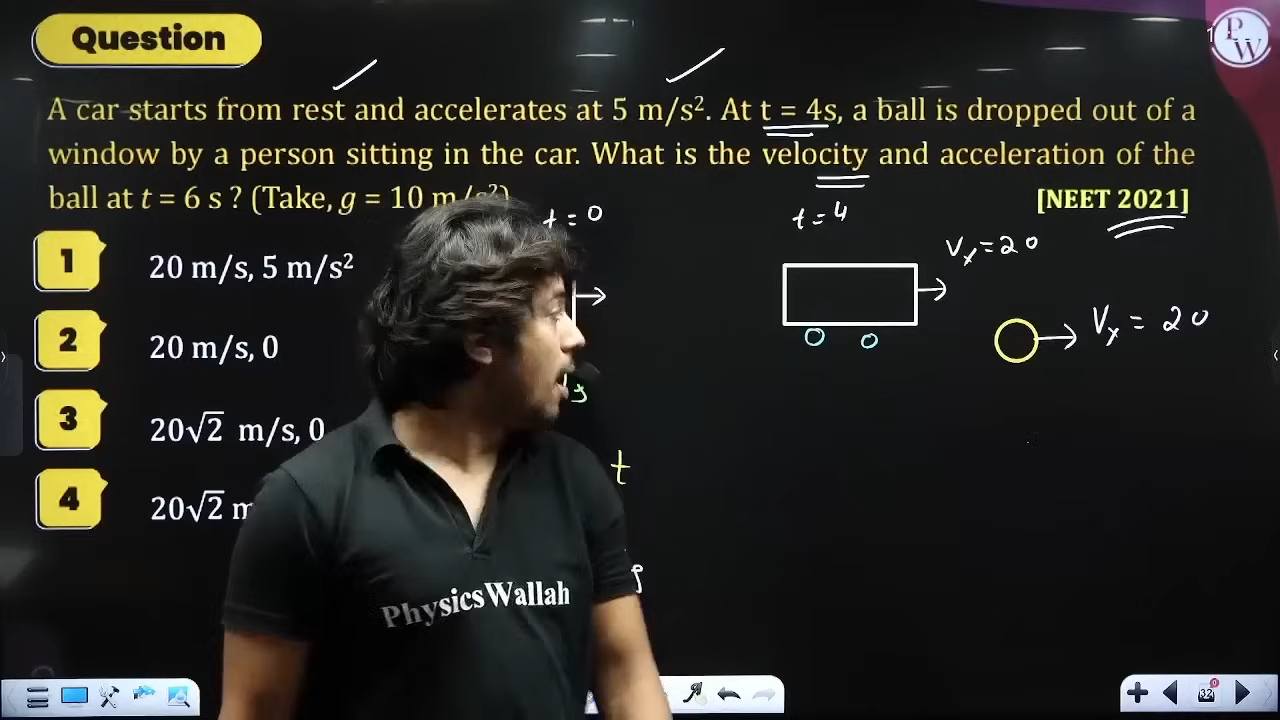 Question
A car starts from rest and accelerates at 5 m/s². At t = 4s, a ball is dropped out of a
window by a person sitting in the car. What is the velocity and acceleration of the
ball at t = 6 s ? (Take, g = 10 m/s²)
[NEET 2021]
1 20 m/s, 5 m/s²
2 20 m/s, 0
3 20√2 m/s, 0
4 20√2 m
t = 0
t = 4
Vx = 20
Vx = 20
t
PhysicsWallah
PW
32